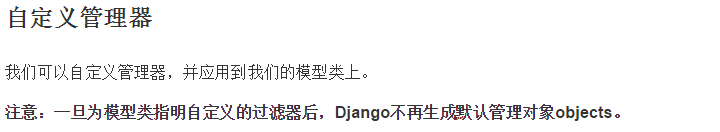 自定义管理器
我们可以自定义管理器，并应用到我们的模型类上。
注意：一旦为模型类指明自定义的过滤器后，Django不再生成默认管理对象objects。